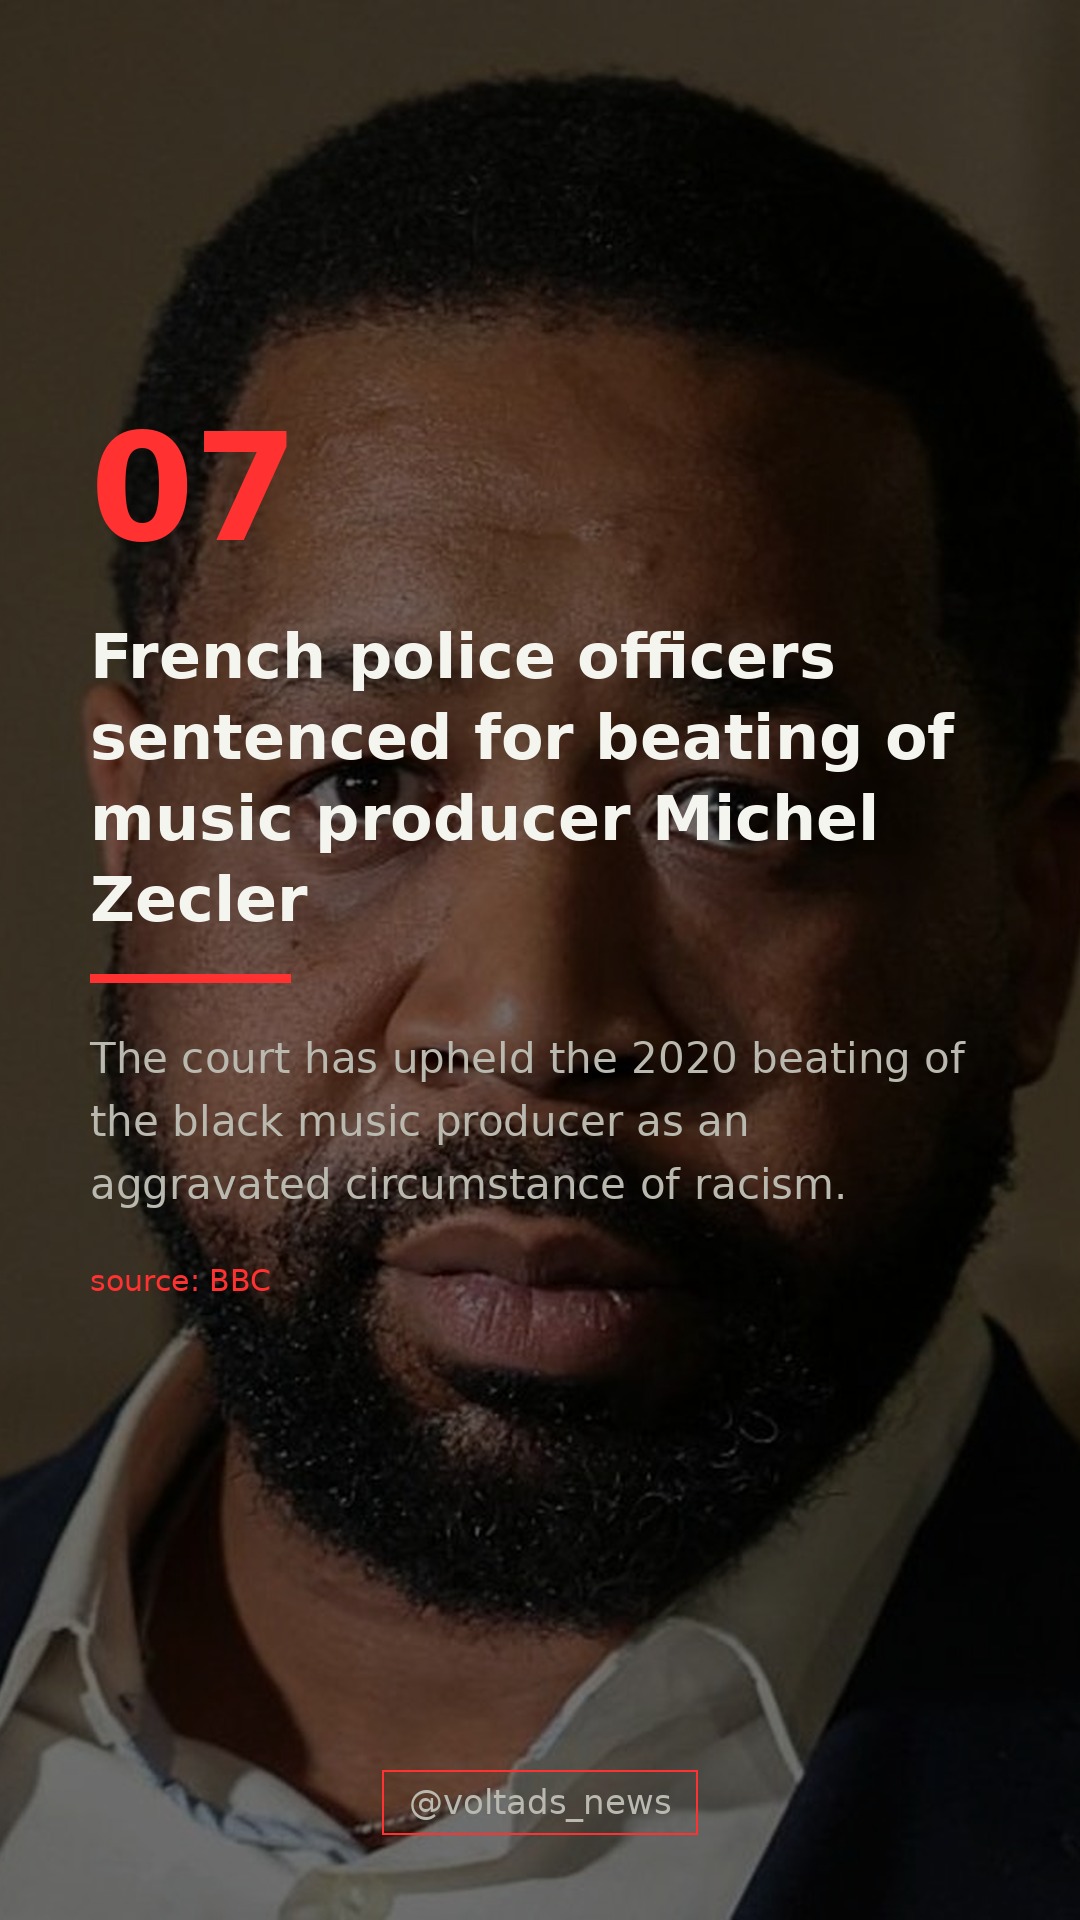 07
French police officers
sentenced for beating of
music producer Michel
Zecler
The court has upheld the 2020 beating of
the black music producer as an
aggravated circumstance of racism.
source: BBC
@voltads_news